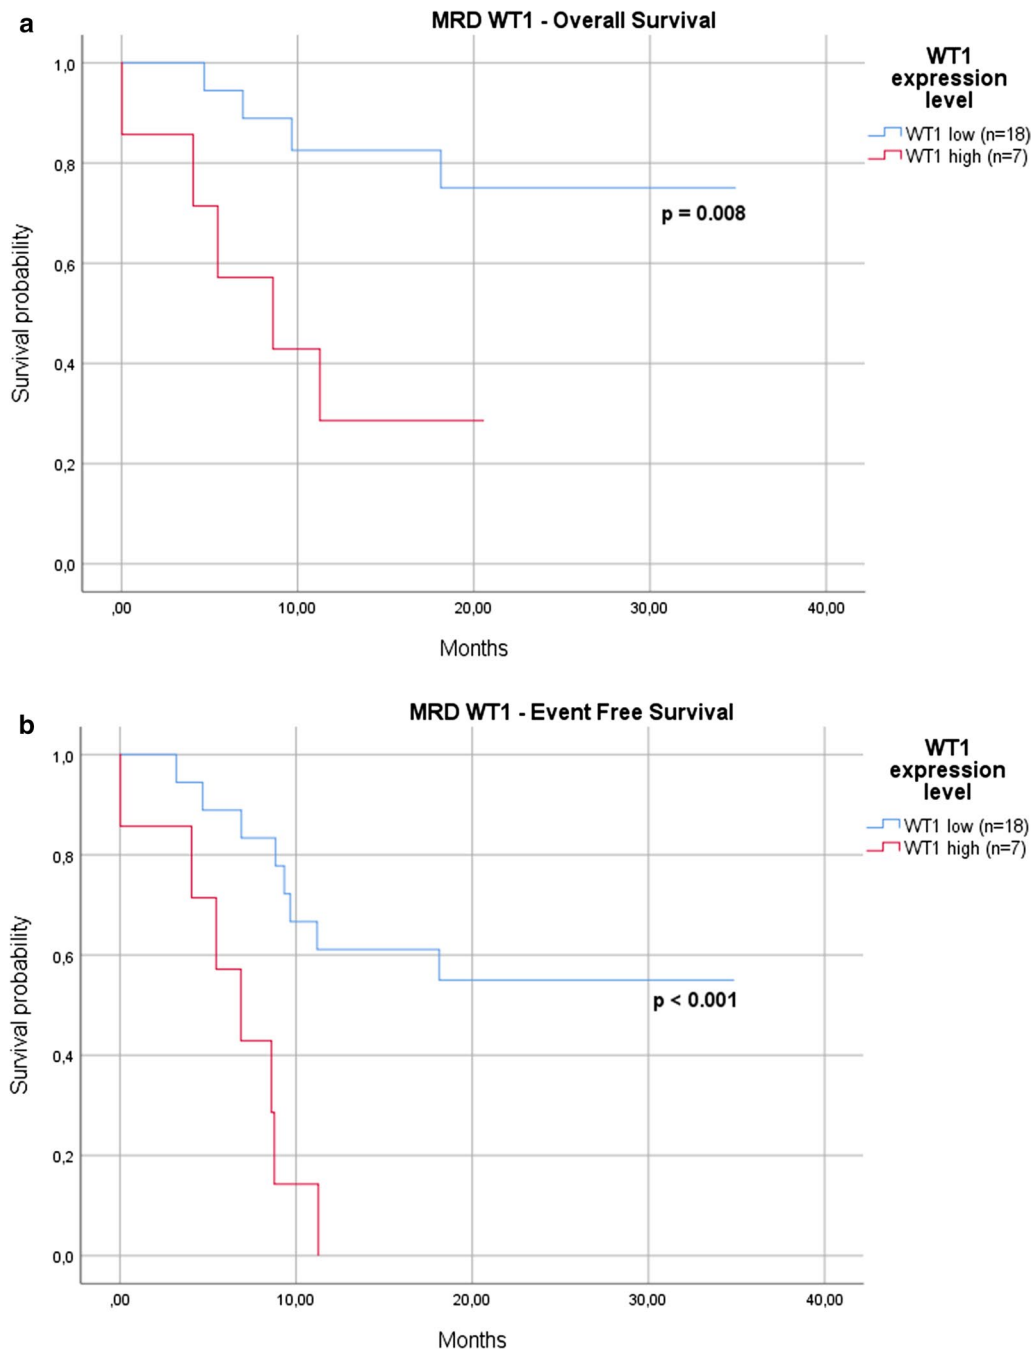 a
MRD WT1 - Overall Survival
WT1
expression
level
WT1 low (n=18)
WT1 high (n=7)
1,0
0,8
0,6
0,4
0,2
0,0
Survival probability
p = 0.008
,00
10,00
20,00
30,00
40,00
Months
b
MRD WT1 - Event Free Survival
WT1
expression
level
WT1 low (n=18)
WT1 high (n=7)
1,0
0,8
0,6
0,4
0,2
0,0
Survival probability
p < 0.001
,00
10,00
20,00
30,00
40,00
Months